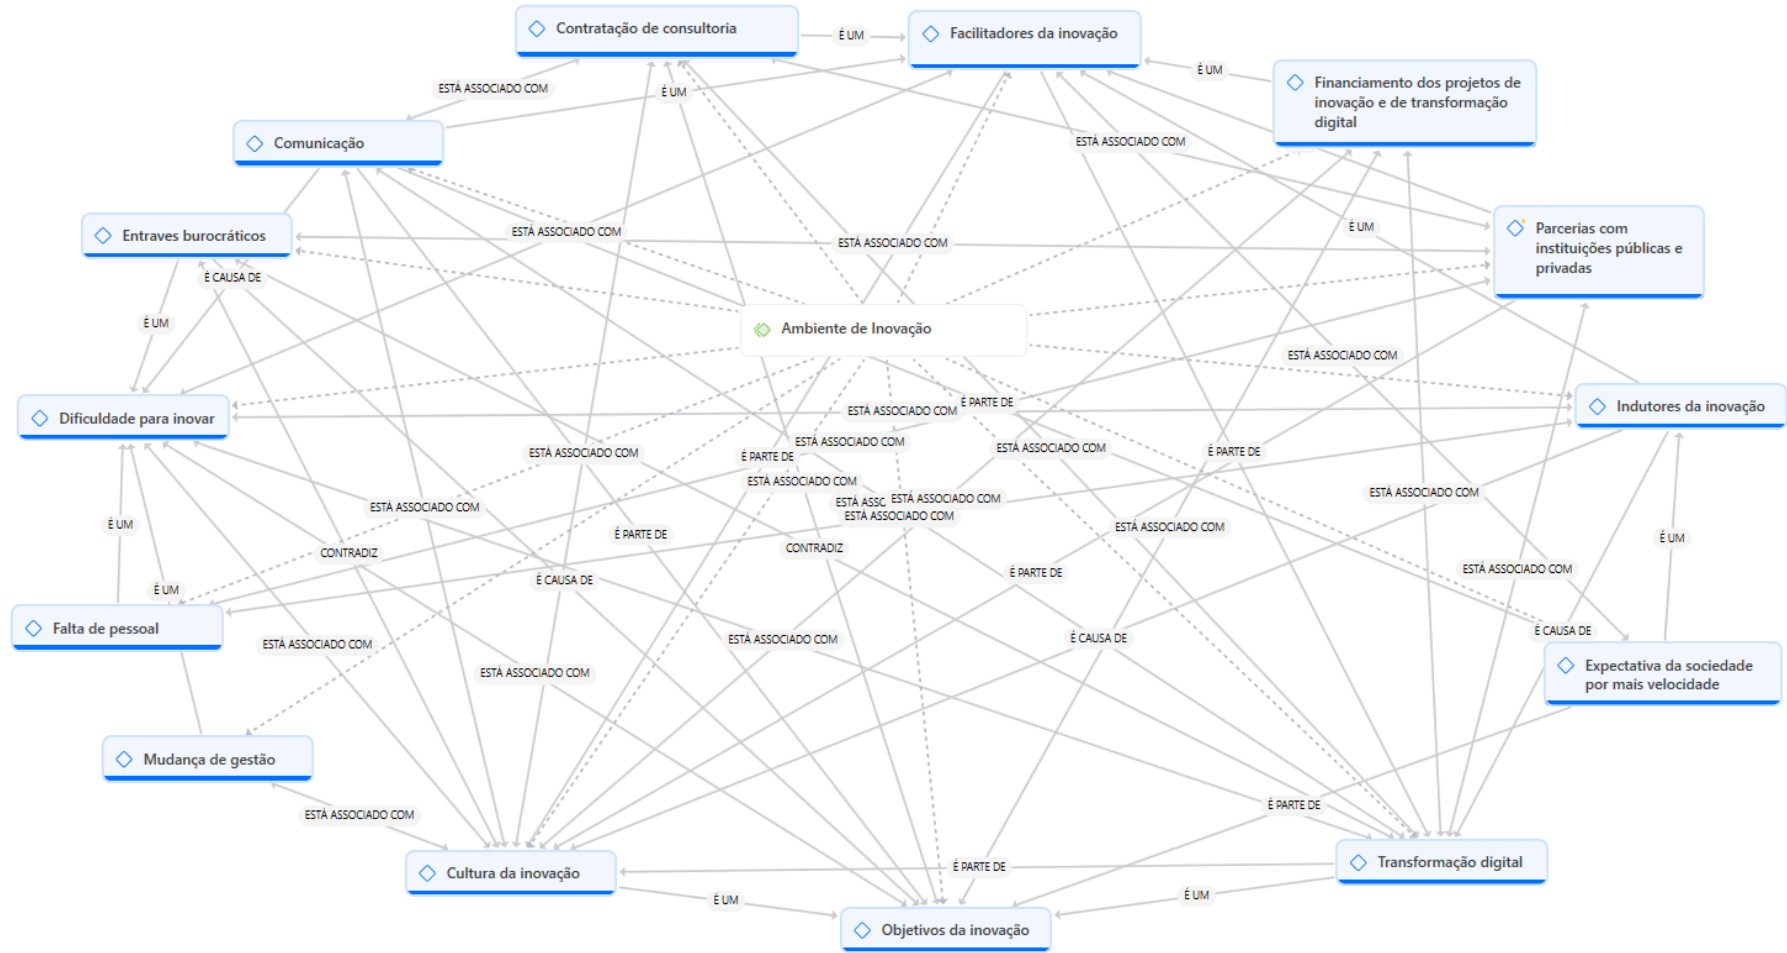 Contratação de consultoria
É UM
Facilitadores da inovação
Financiamento dos projetos de
inovação e de transformação
digital
É UM
ESTÁ ASSOCIADO COM
É UM
Comunicação
ESTÁ ASSOCIADO COM
Entraves burocráticos
ESTÁ ASSOCIADO COM
ESTÁ ASSOCIADO COM
É UM
Parcerias com
instituições públicas e
privadas
É CAUSA DE
É UM
Ambiente de Inovação
ESTÁ ASSOCIADO COM
Dificuldade para inovar
ESTÁ ASSOCIADO COM
É PARTE DE
Indutores da inovação
ESTÁ ASSOCIADO COM
ESTÁ ASSOCIADO COM
É PARTE DE
ESTÁ ASSOCIADO COM
É PARTE DE
ESTÁ ASSOCIADO COM
ESTÁ ASSOCIADO COM
ESTÁ ASSOCIADO COM
ESTÁ ASSOC
ESTÁ ASSOCIADO COM
ESTÁ ASSOCIADO COM
É UM
ESTÁ ASSOCIADO COM
É PARTE DE
É UM
CONTRADIZ
CONTRADIZ
É CAUSA DE
É PARTE DE
ESTÁ ASSOCIADO COM
É UM
Falta de pessoal
ESTÁ ASSOCIADO COM
ESTÁ ASSOCIADO COM
É CAUSA DE
É CAUSA DE
ESTÁ ASSOCIADO COM
Expectativa da sociedade
por mais velocidade
Mudança de gestão
ESTÁ ASSOCIADO COM
É PARTE DE
Cultura da inovação
É PARTE DE
Transformação digital
É UM
É UM
Objetivos da inovação